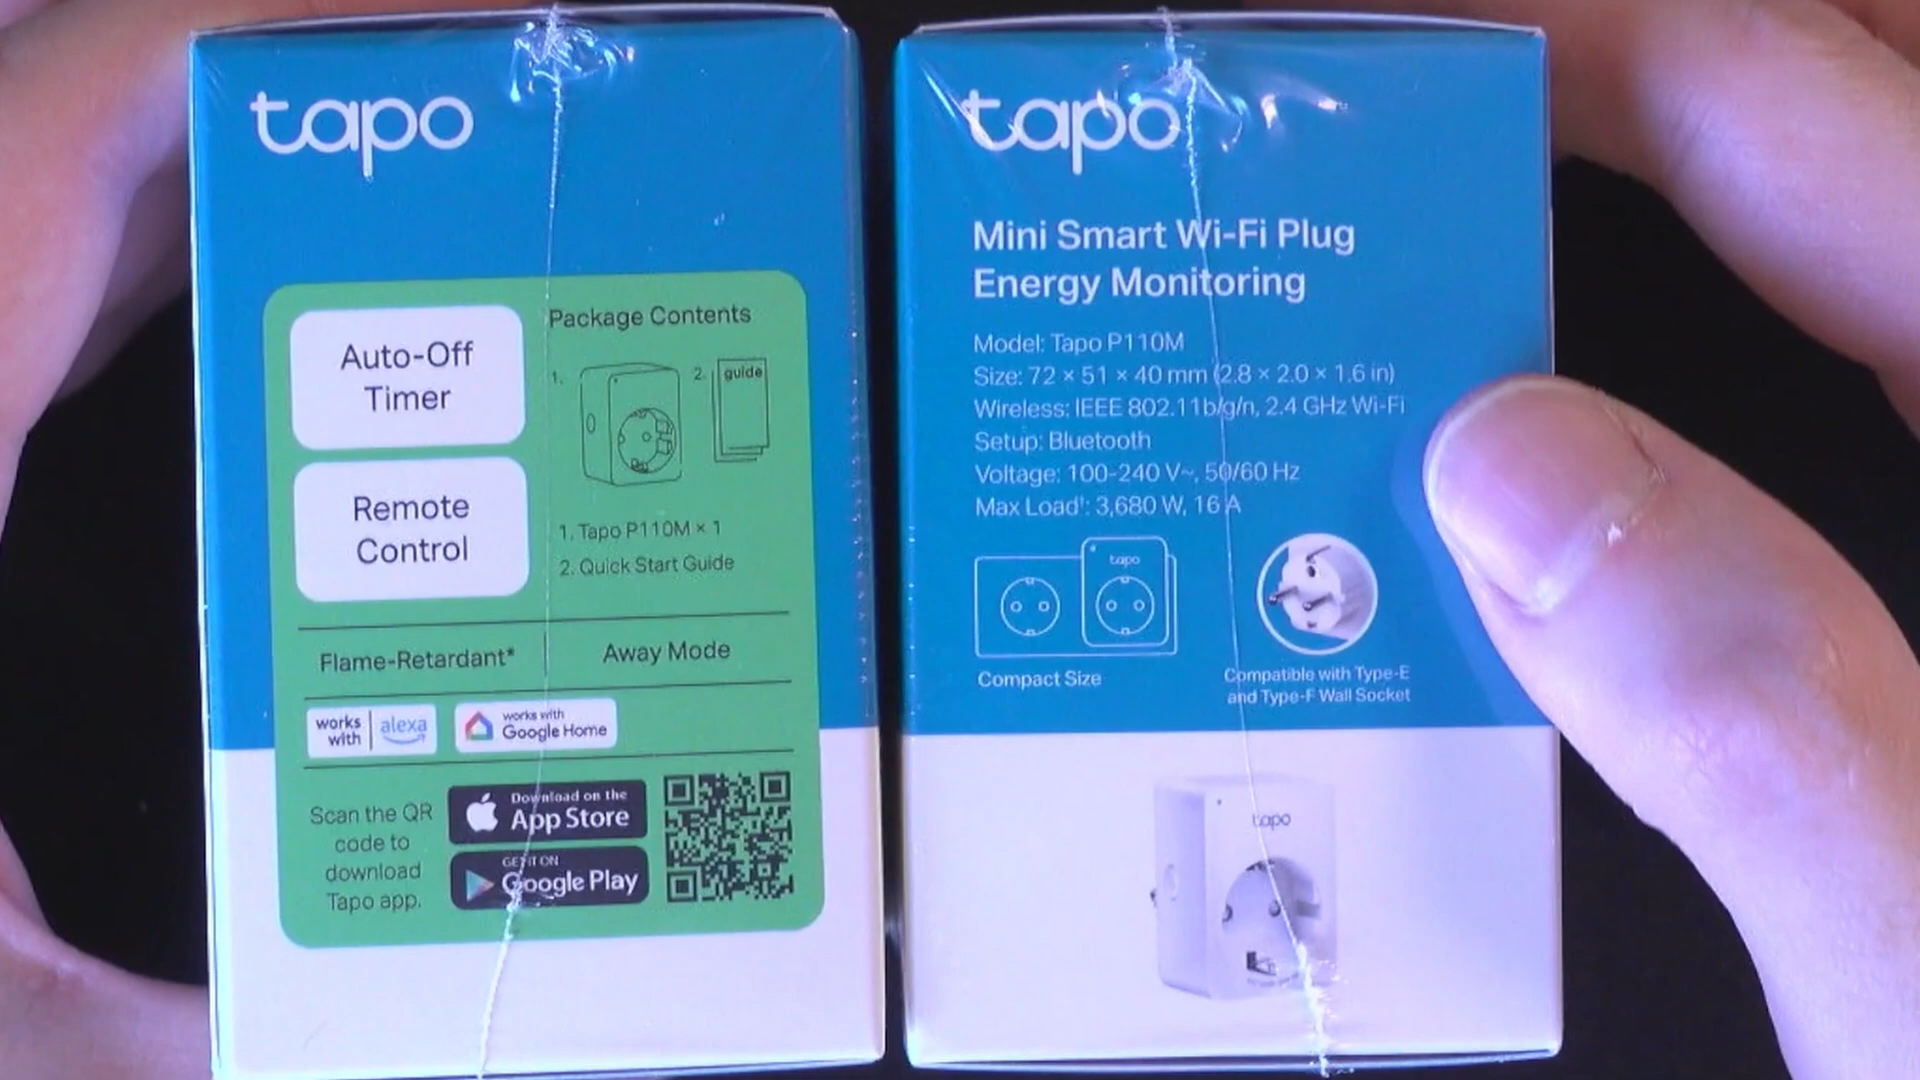 tapo
Auto-Off
Timer
Remote
Control
Package Contents
1.
2.
guide
1. Tapo P110M × 1
2. Quick Start Guide
Flame-Retardant*
Away Mode
works
with
alexa
works with
Google Home
Scan the QR
code to
download
Tapo app.
Download on the
App Store
GET IT ON
Google Play
tapo
Mini Smart Wi-Fi Plug
Energy Monitoring
Model: Tapo P110M
Size: 72 × 51 × 40 mm (2.8 × 2.0 × 1.6 in)
Wireless: IEEE 802.11b/g/n, 2.4 GHz Wi-Fi
Setup: Bluetooth
Voltage: 100-240 V~, 50/60 Hz
Max Load†: 3,680 W, 16 A
tapo
Compact Size
Compatible with Type-E
and Type-F Wall Socket
tapo